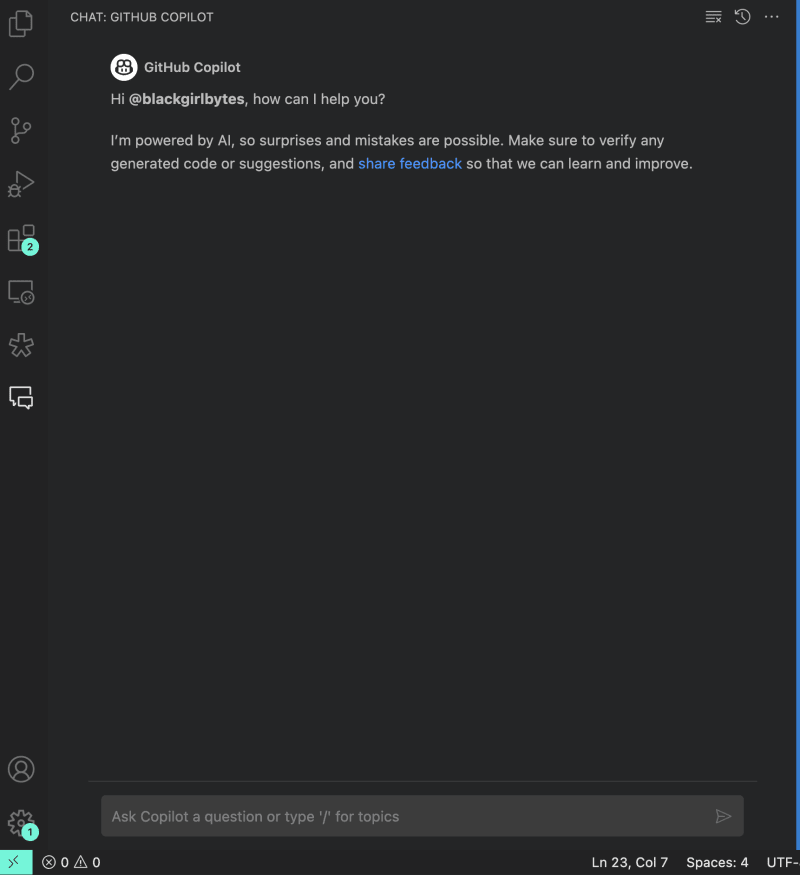 CHAT: GITHUB COPILOT
GitHub Copilot
Hi @blackgirlbytes, how can I help you?
I'm powered by AI, so surprises and mistakes are possible. Make sure to verify any
generated code or suggestions, and share feedback so that we can learn and improve.
2
Ask Copilot a question or type '/' for topics
1
0 0 Ln 23, Col 7 Spaces: 4 UTF-